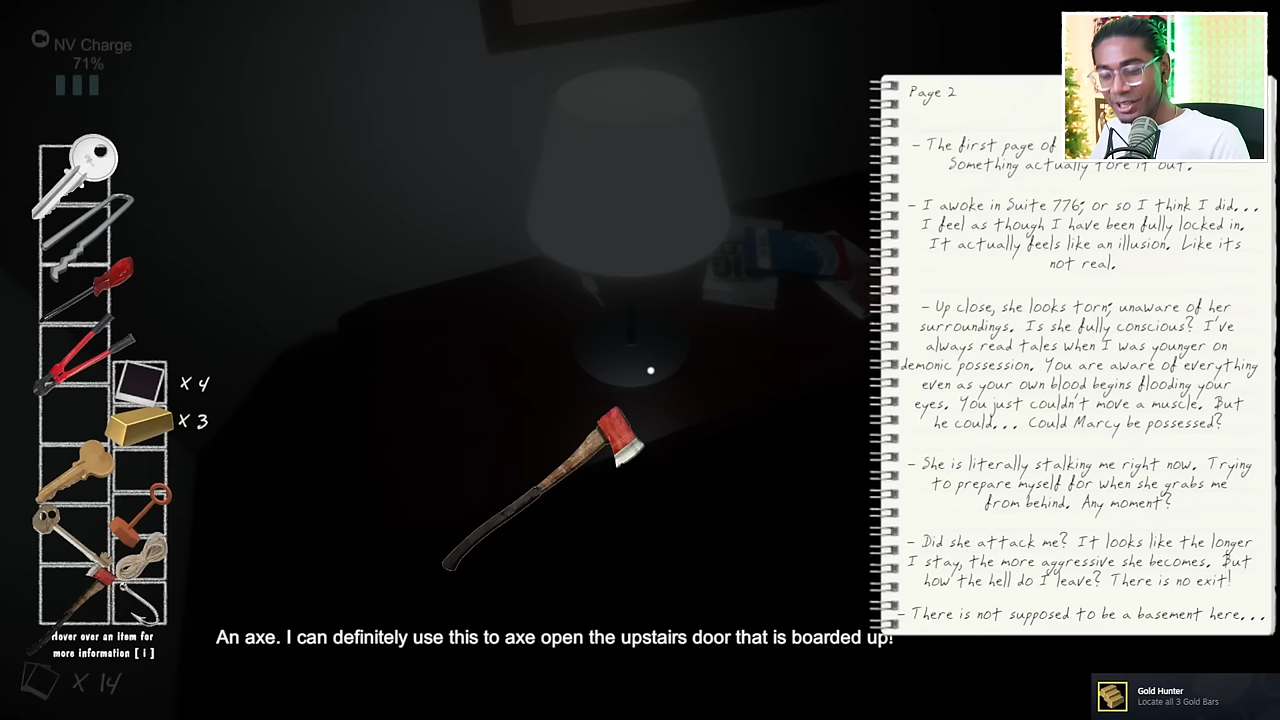 NV Charge
71%
Page 2
- The first page of
Something actually tore it out.
- I awoke in Suite 776; or so I think I did...
I feel as though I have been fully locked in.
It actually feels like an illusion. Like its
not real.
- Up close, she looks torn; unaware of her
surroundings. Is she fully conscious? I've
always read tales when I was younger on
demonic possession. You are aware of everything
even as your own blood begins flooding your
eyes. You just couldn't move a muscle. But
he could... Could Marcy be possessed?
- She is literally stalking me right now. Trying
to prepare myself for when she grabs me
from behind. Any moment?
- Did she attack me? It looks like the longer
I stay, the more aggressive she becomes. But
how the hell do I leave? There is no exit!
- There is not supposed to be a basement here...
X 4
X 3
Hover over an item for
more information [ i ]
X 14
An axe. I can definitely use this to axe open the upstairs door that is boarded up!
Gold Hunter
Locate all 3 Gold Bars